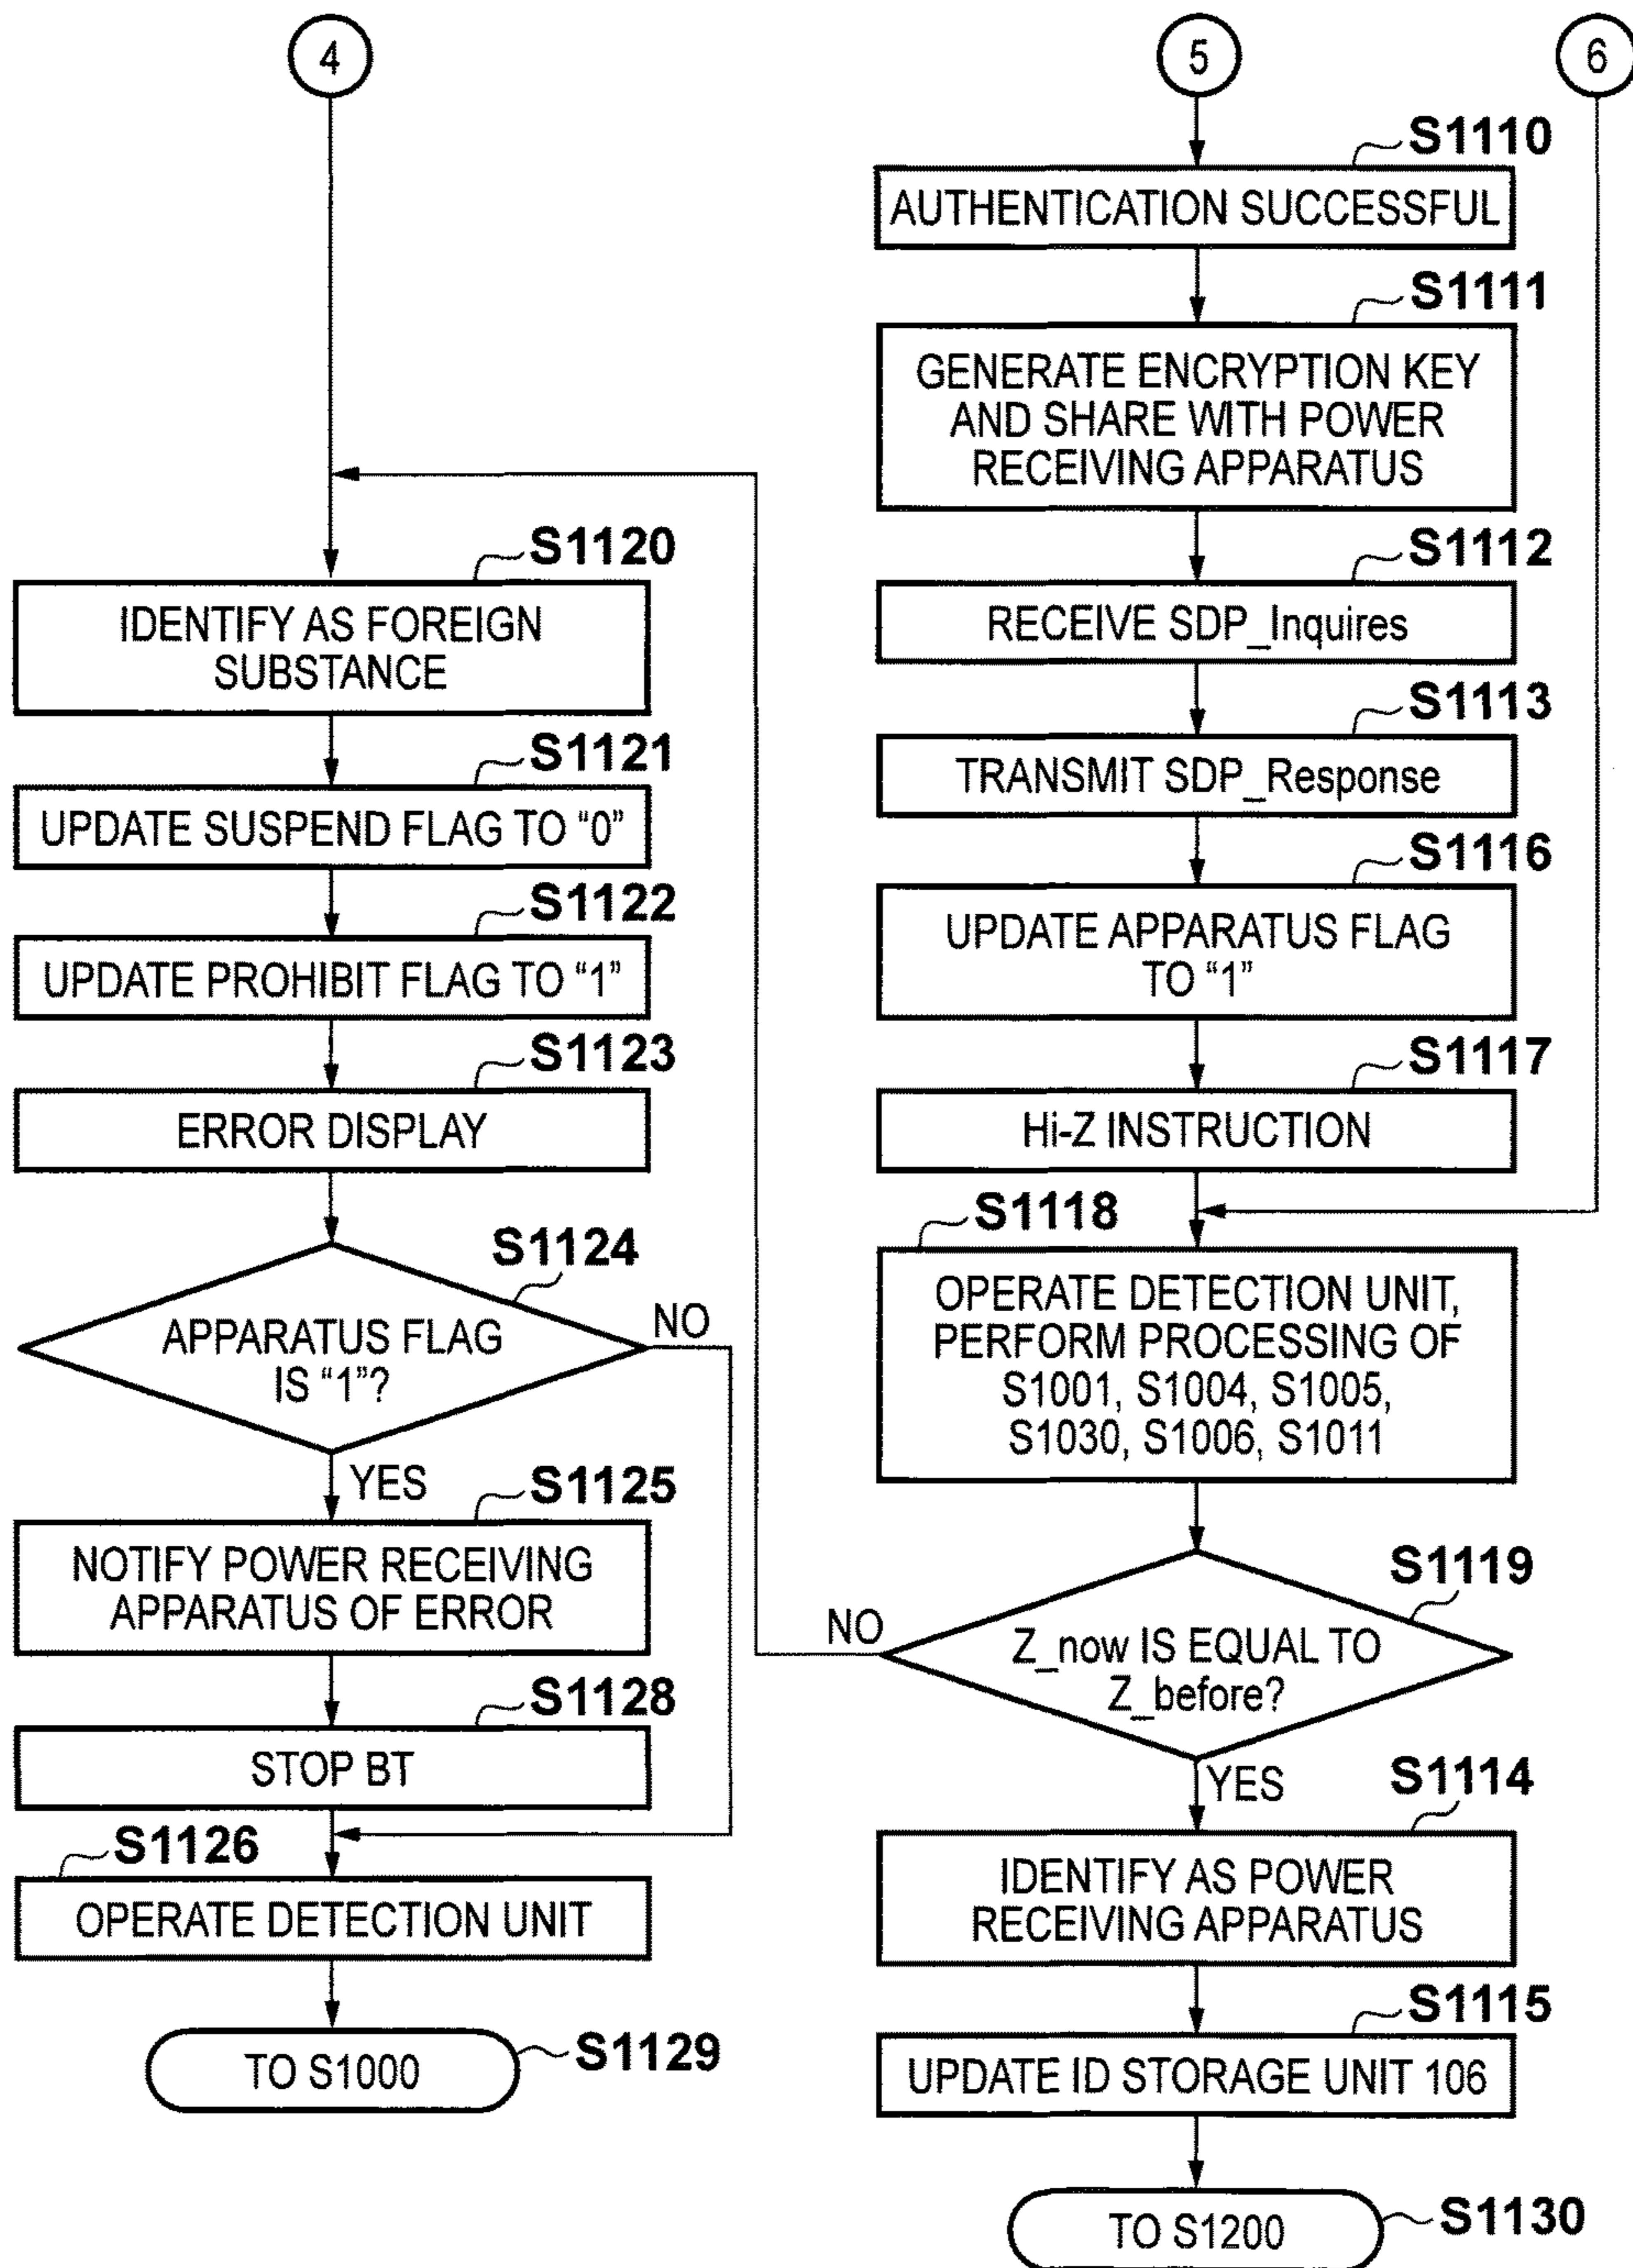 4
5
6
S1110
AUTHENTICATION SUCCESSFUL
S1111
GENERATE ENCRYPTION KEY
AND SHARE WITH POWER
RECEIVING APPARATUS
S1112
RECEIVE SDP_Inquires
S1113
TRANSMIT SDP_Response
S1116
UPDATE APPARATUS FLAG
TO “1”
S1117
Hi-Z INSTRUCTION
S1118
OPERATE DETECTION UNIT,
PERFORM PROCESSING OF
S1001, S1004, S1005,
S1030, S1006, S1011
S1119
NO
Z_now IS EQUAL TO
Z_before?
YES
S1114
IDENTIFY AS POWER
RECEIVING APPARATUS
S1115
UPDATE ID STORAGE UNIT 106
TO S1200
S1130
S1120
IDENTIFY AS FOREIGN
SUBSTANCE
S1121
UPDATE SUSPEND FLAG TO “0”
S1122
UPDATE PROHIBIT FLAG TO “1”
S1123
ERROR DISPLAY
S1124
APPARATUS FLAG
IS “1”?
NO
YES
S1125
NOTIFY POWER RECEIVING
APPARATUS OF ERROR
S1128
STOP BT
S1126
OPERATE DETECTION UNIT
TO S1000
S1129